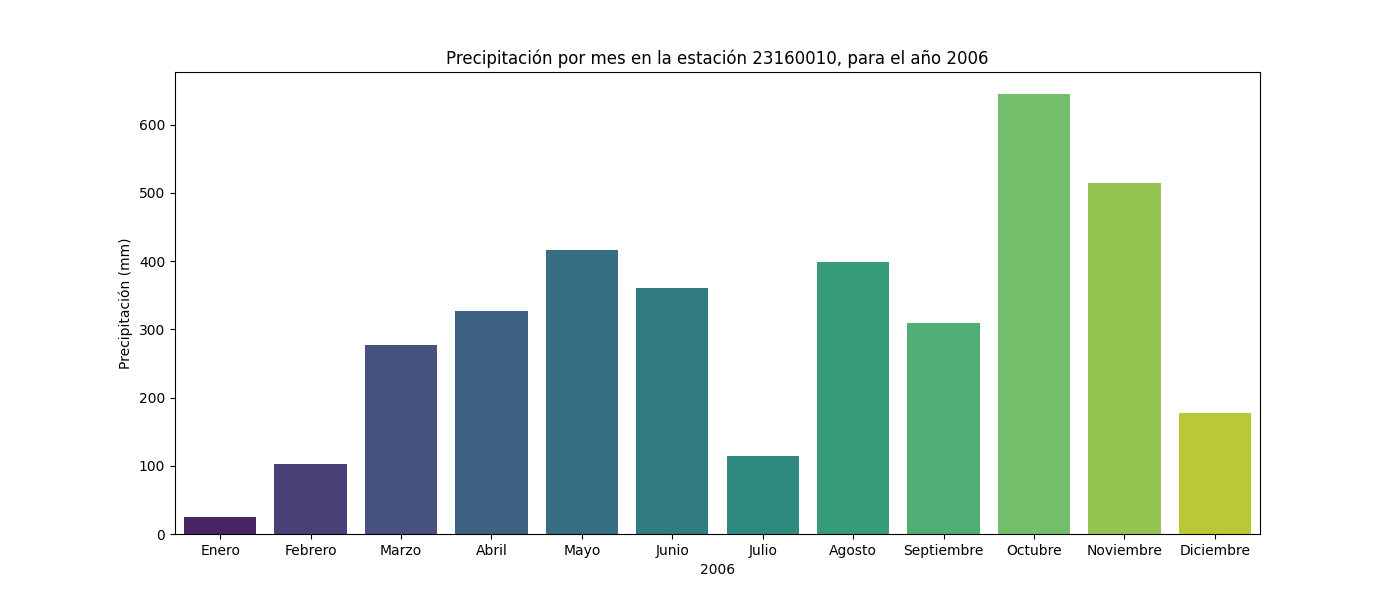 Precipitación por mes en la estación 23160010, para el año 2006
Precipitación (mm)
600
500
400
300
200
100
0
Enero Febrero Marzo Abril Mayo Junio Julio Agosto Septiembre Octubre Noviembre Diciembre
2006